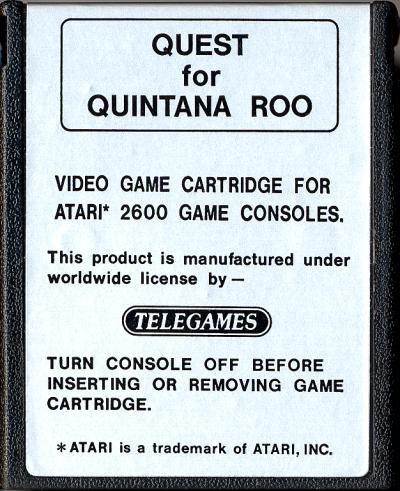 QUEST
for
QUINTANA ROO
VIDEO GAME CARTRIDGE FOR
ATARI* 2600 GAME CONSOLES.
This product is manufactured under
worldwide license by —
TELEGAMES
TURN CONSOLE OFF BEFORE
INSERTING OR REMOVING GAME
CARTRIDGE.
*ATARI is a trademark of ATARI, INC.